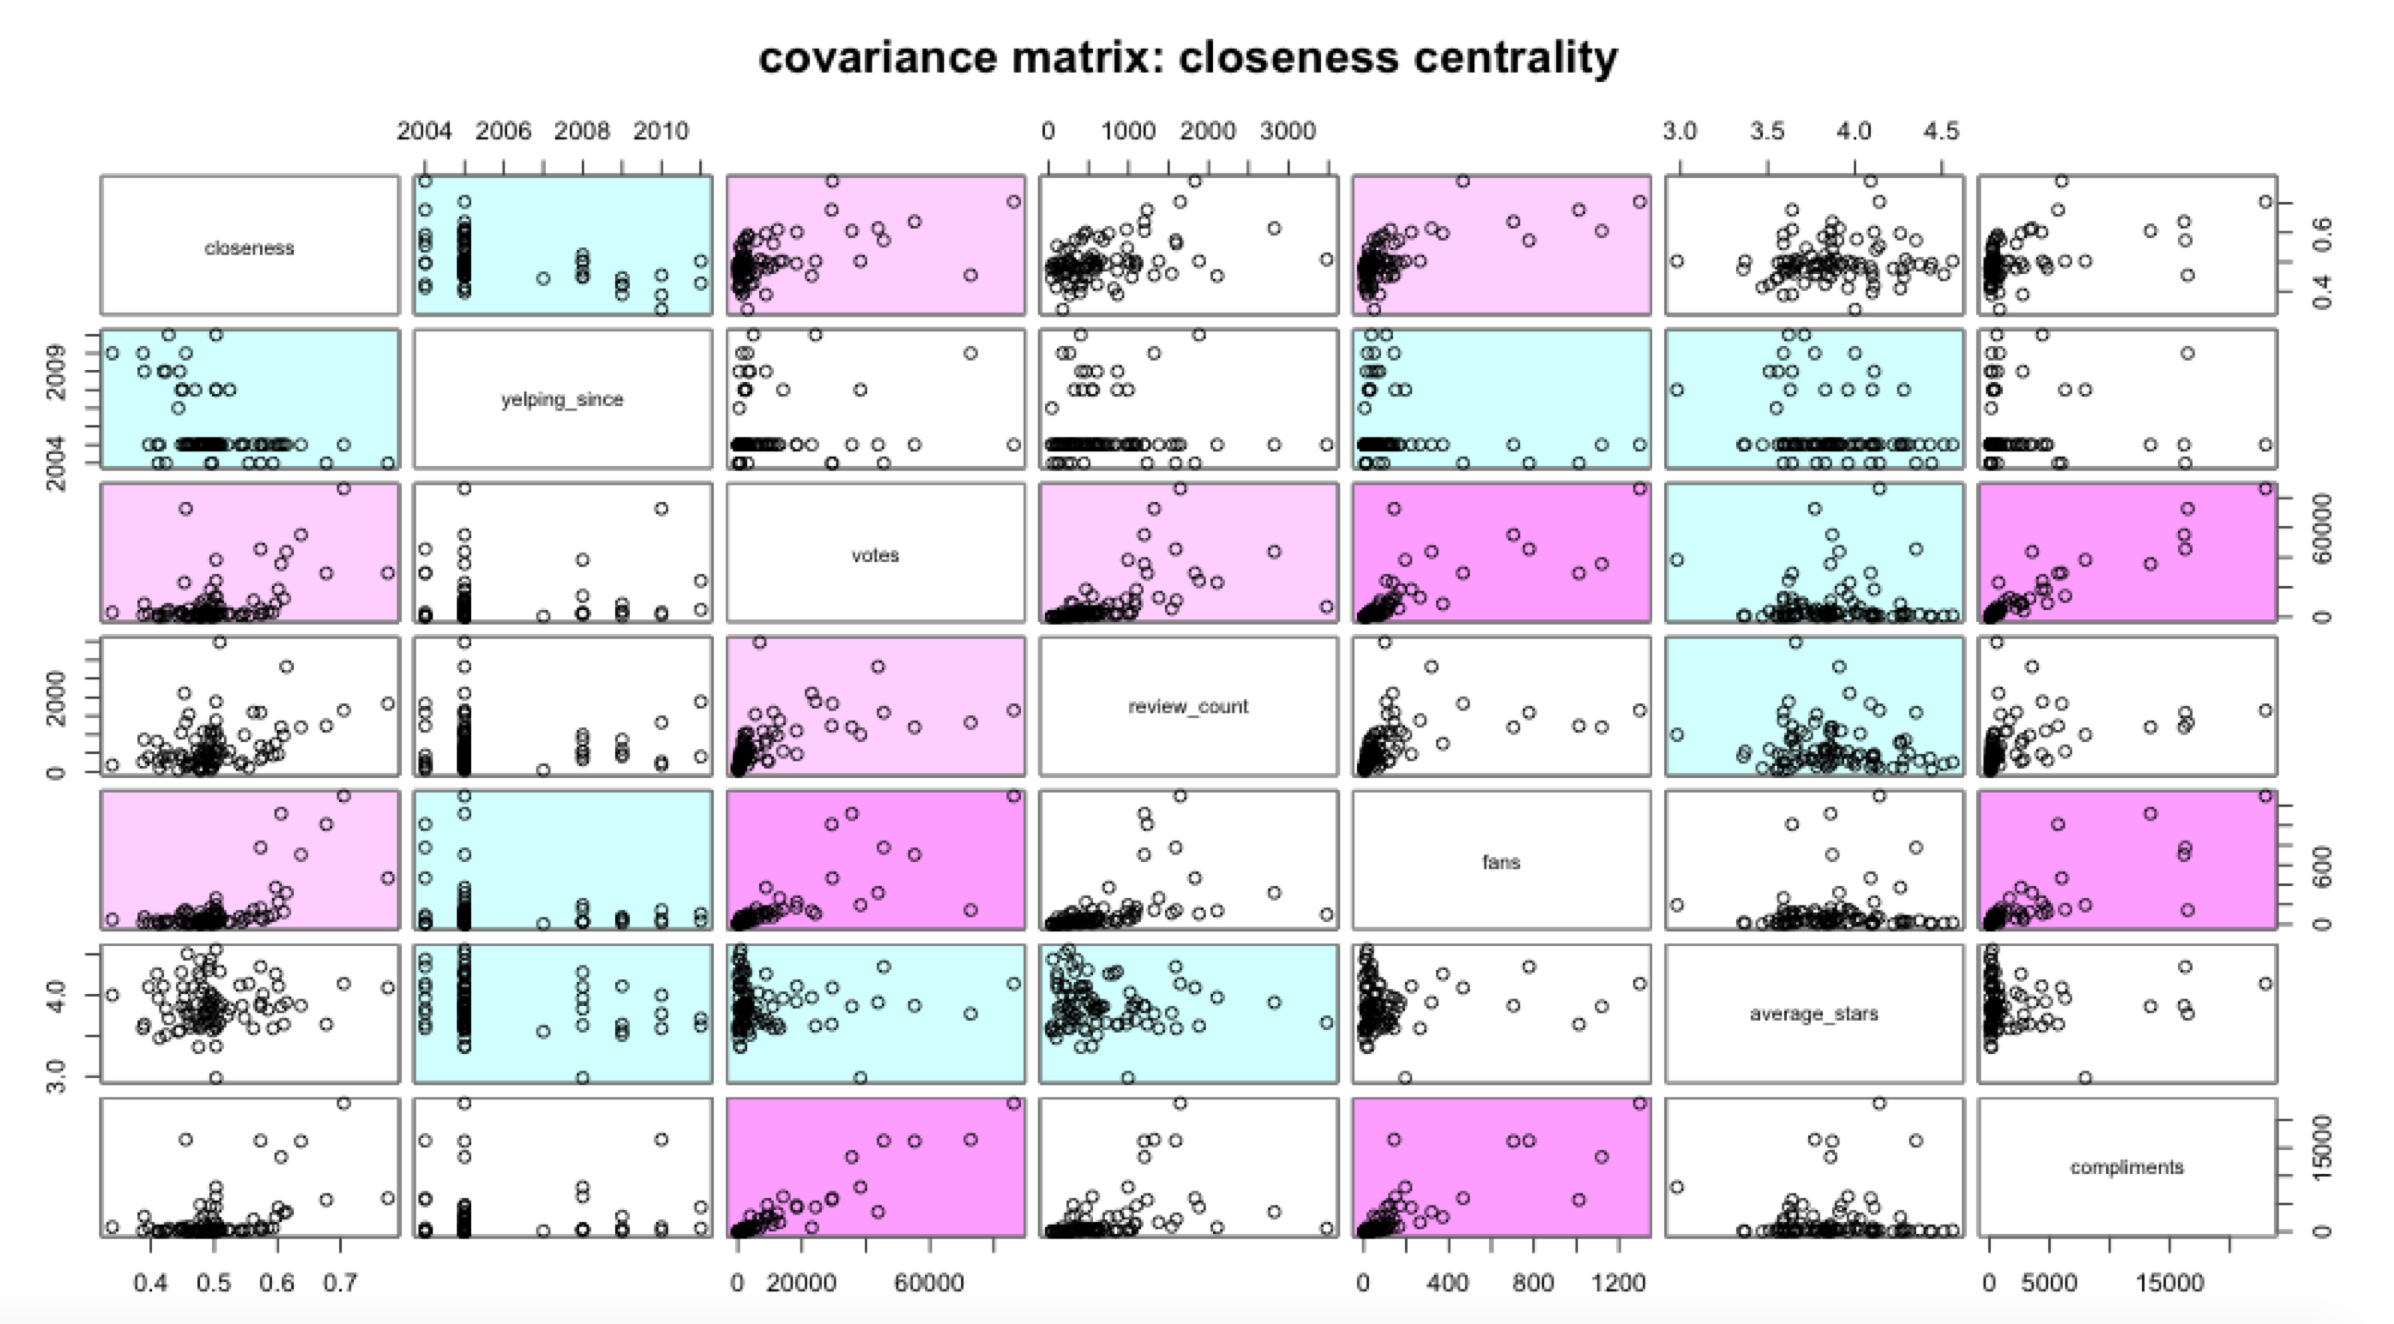 covariance matrix: closeness centrality
2004 2006 2008 2010 0 1000 2000 3000 3.0 3.5 4.0 4.5
closeness
0.4 0.6
yelping_since
2004 2009
votes
0 60000
review_count
0 2000
fans
0 600
average_stars
3.0 4.0
compliments
0 15000
0.4 0.5 0.6 0.7 0 20000 60000 0 400 800 1200 0 5000 15000